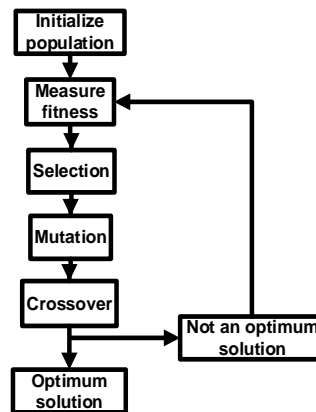 Initialize
population
Measure
fitness
Selection
Mutation
Crossover
Not an optimum
solution
Optimum
solution